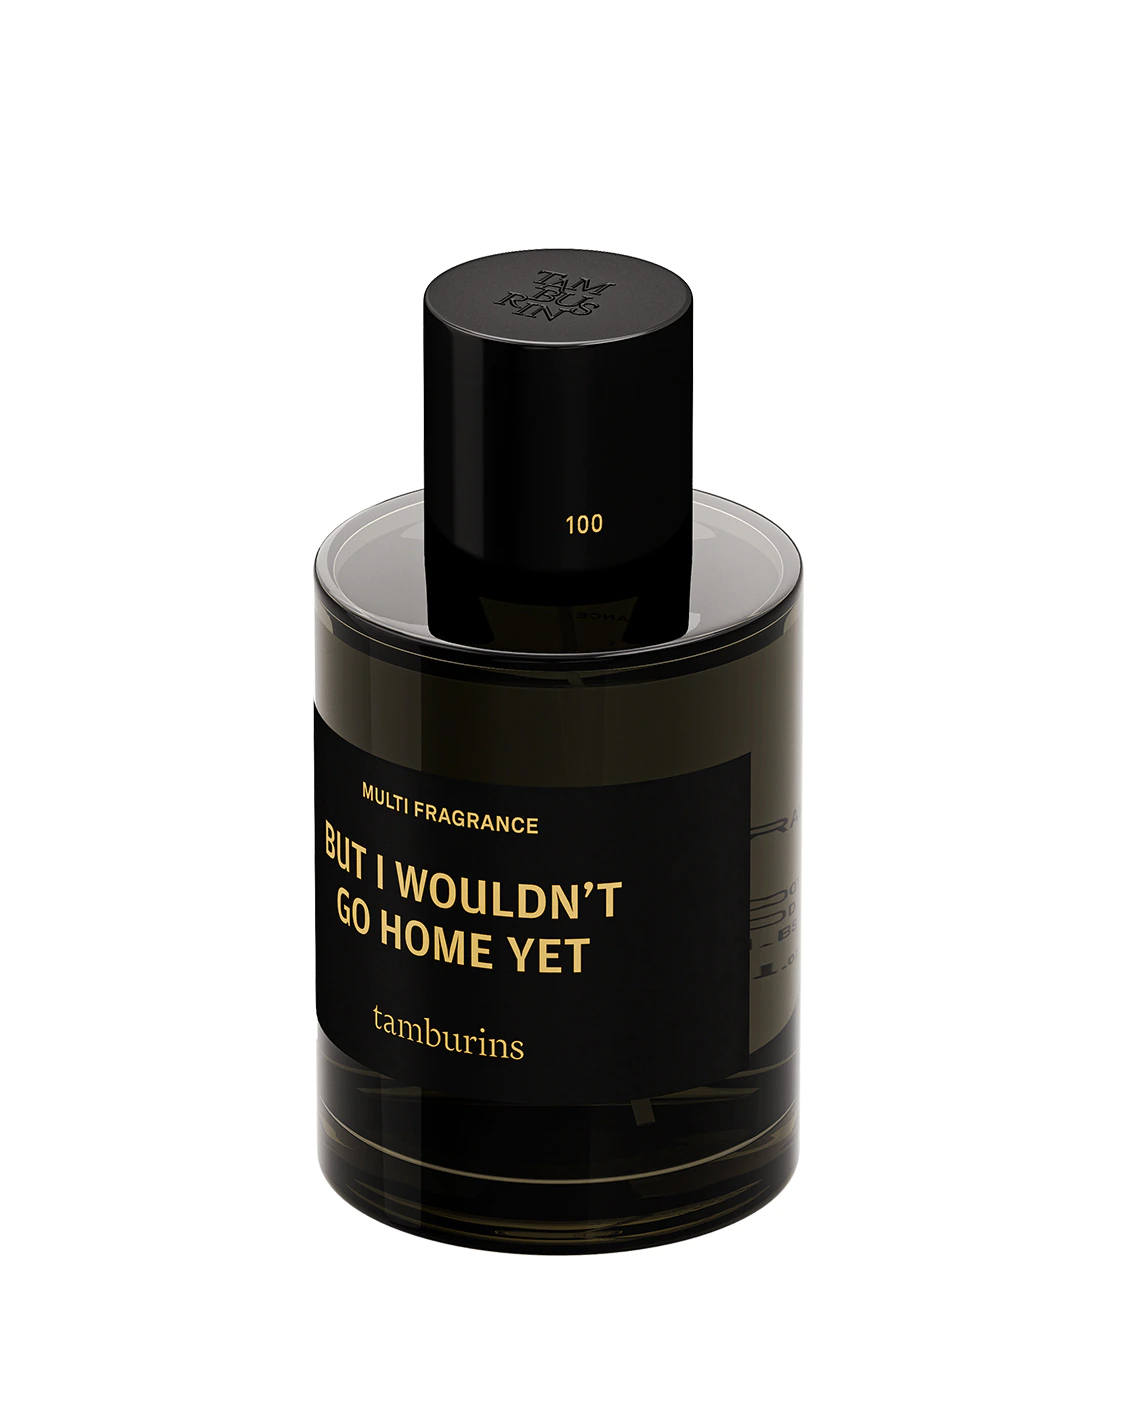 TAM
BUS
RIN
100
MULTI FRAGRANCE
BUT I WOULDN’T
GO HOME YET
tamburins